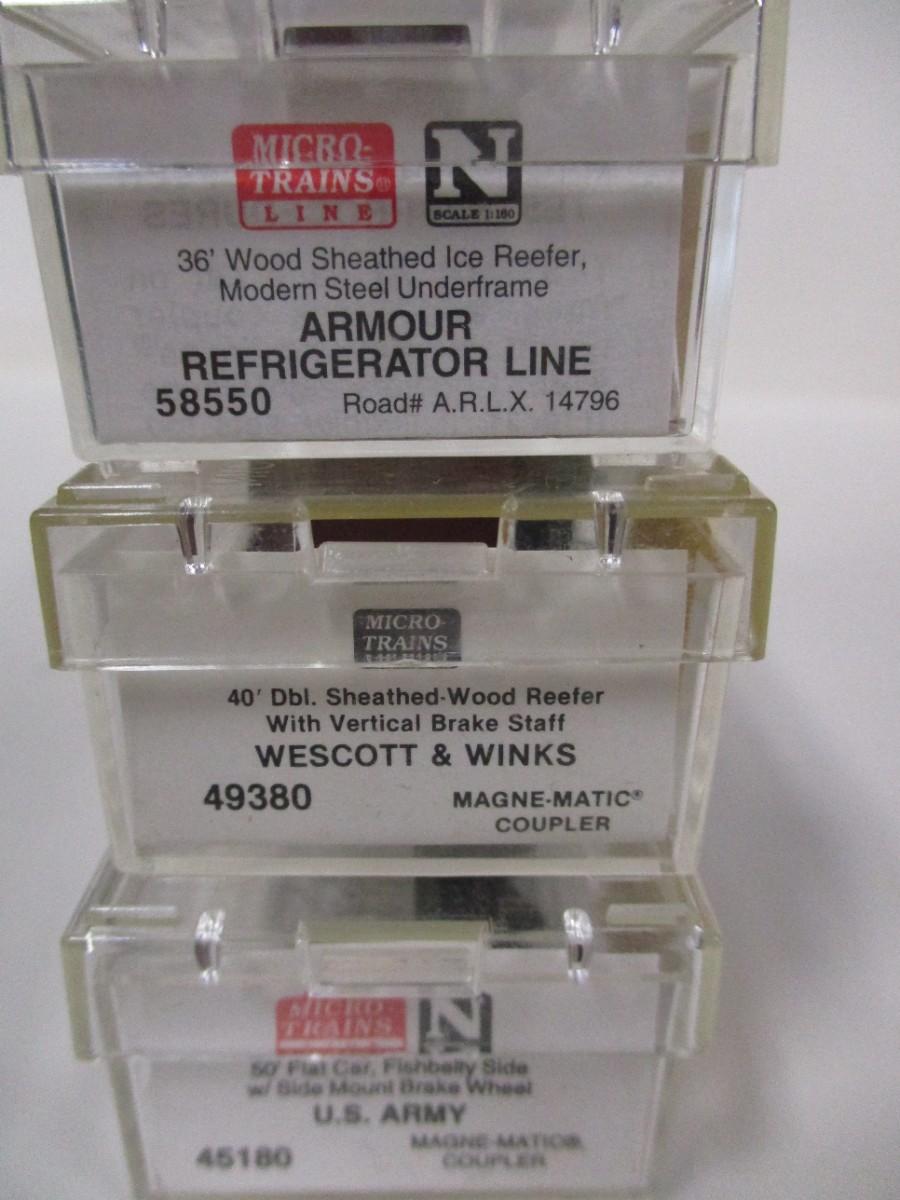 MICRO-
TRAINS®
LINE
N
SCALE 1:160
36' Wood Sheathed Ice Reefer,
Modern Steel Underframe
ARMOUR
REFRIGERATOR LINE
58550 Road# A.R.L.X. 14796
MICRO-
TRAINS
40' Dbl. Sheathed-Wood Reefer
With Vertical Brake Staff
WESCOTT & WINKS
49380 MAGNE-MATIC®
COUPLER
MICRO-
TRAINS
N
50' Flat Car, Fishbelly Side
w/ Side Mount Brake Wheel
U.S. ARMY
45180 MAGNE-MATIC®
COUPLER